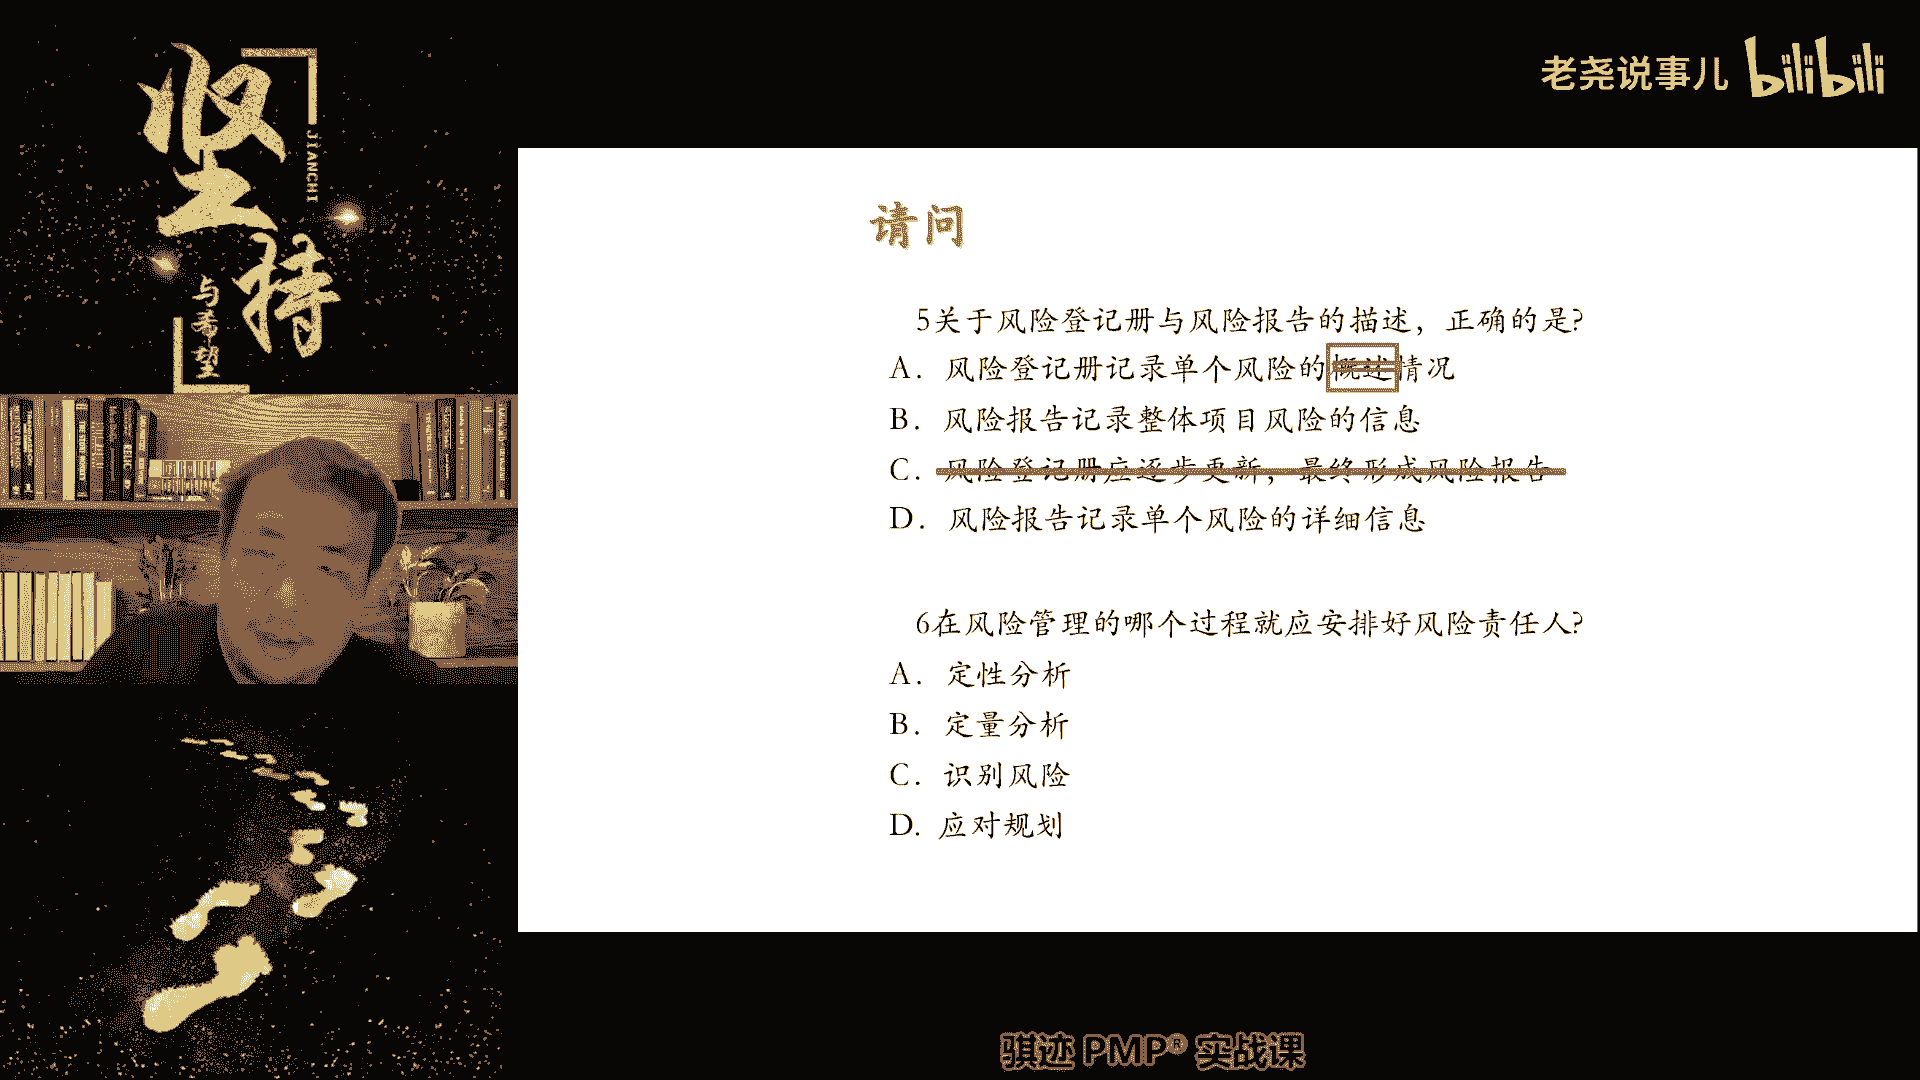 坚持
JIANCHI
与希望
老尧说事儿 bilibili
请问
5关于风险登记册与风险报告的描述，正确的是?
A. 风险登记册记录单个风险的概述情况
B. 风险报告记录整体项目风险的信息
C. 风险登记册应逐步更新，最终形成风险报告
D. 风险报告记录单个风险的详细信息
6在风险管理的哪个过程就应安排好风险责任人?
A. 定性分析
B. 定量分析
C. 识别风险
D. 应对规划
骐迹 PMP® 实战课